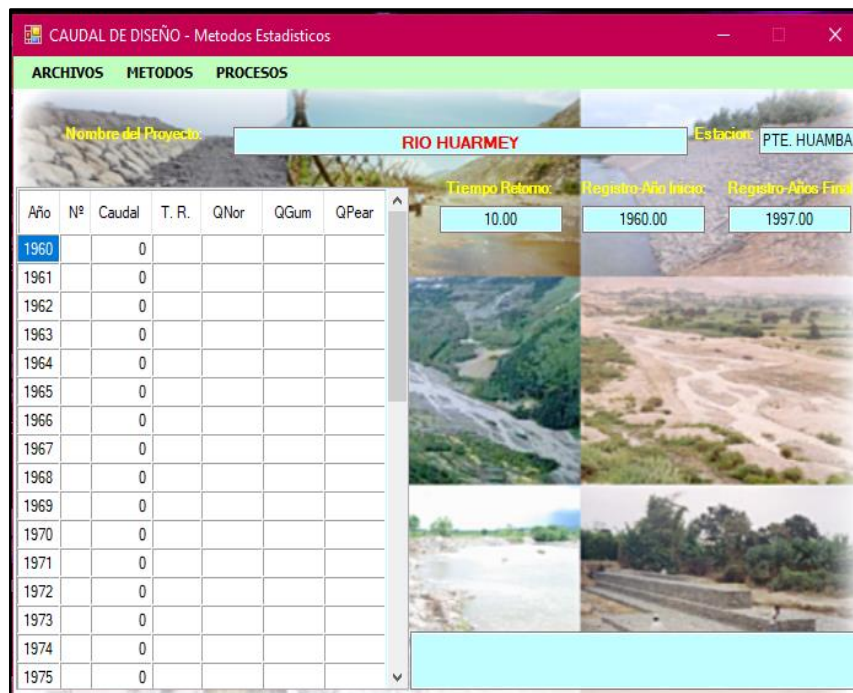 CAUDAL DE DISEÑO - Metodos Estadisticos
ARCHIVOS METODOS PROCESOS
Nombre del Proyecto: RIO HUARMEY Estacion: PTE. HUAMBA
Tiempo Retorno: Registro-Año Inicio: Registro-Años Final
10.00 1960.00 1997.00
Año Nº Caudal T. R. QNor QGum QPear
1960 0
1961 0
1962 0
1963 0
1964 0
1965 0
1966 0
1967 0
1968 0
1969 0
1970 0
1971 0
1972 0
1973 0
1974 0
1975 0